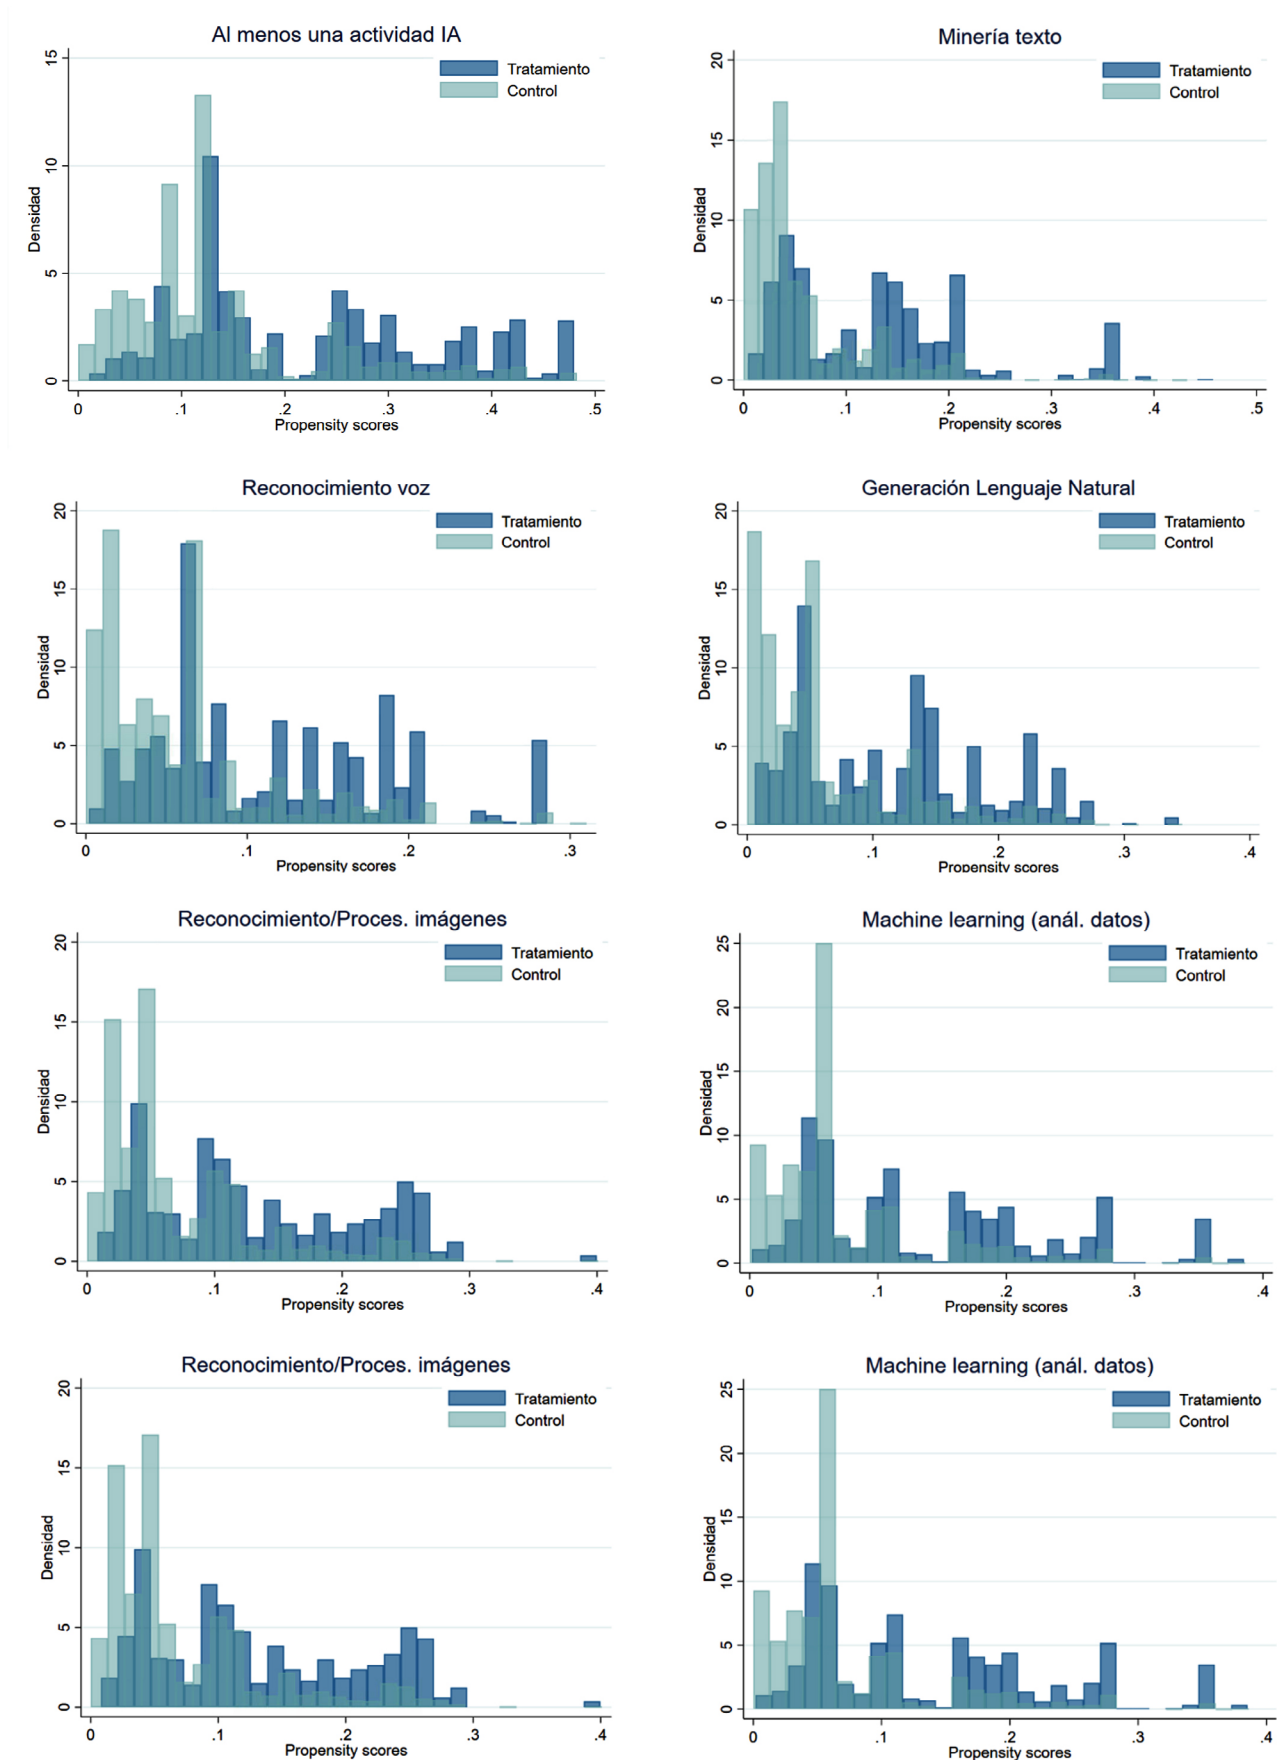 Al menos una actividad IA
15
10
5
0
Densidad
Tratamiento
Control
0 .1 .2 .3 .4 .5
Propensity scores
Minería texto
20
15
10
5
0
Densidad
Tratamiento
Control
0 .1 .2 .3 .4 .5
Propensity scores
Reconocimiento voz
20
15
10
5
0
Densidad
Tratamiento
Control
0 .1 .2 .3
Propensity scores
Generación Lenguaje Natural
20
15
10
5
0
Densidad
Tratamiento
Control
0 .1 .2 .3 .4
Propensity scores
Reconocimiento/Proces. imágenes
20
15
10
5
0
Densidad
Tratamiento
Control
0 .1 .2 .3 .4
Propensity scores
Machine learning (anál. datos)
25
20
15
10
5
0
Densidad
Tratamiento
Control
0 .1 .2 .3 .4
Propensity scores
Reconocimiento/Proces. imágenes
20
15
10
5
0
Densidad
Tratamiento
Control
0 .1 .2 .3 .4
Propensity scores
Machine learning (anál. datos)
25
20
15
10
5
0
Densidad
Tratamiento
Control
0 .1 .2 .3 .4
Propensity scores